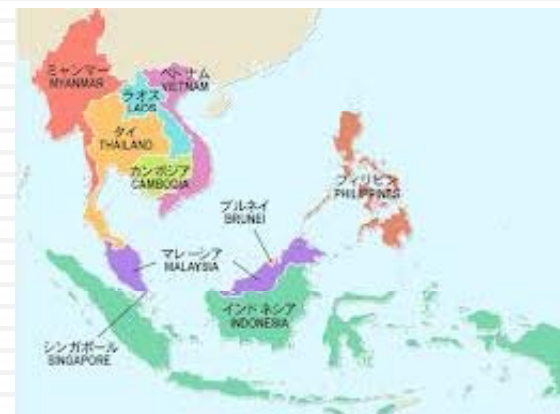 ミャンマー
MYANMAR
ベトナム
VIETNAM
ラオス
LAOS
タイ
THAILAND
カンボジア
CAMBODIA
フィリピン
PHILIPPINES
ブルネイ
BRUNEI
マレーシア
MALAYSIA
インドネシア
INDONESIA
シンガポール
SINGAPORE